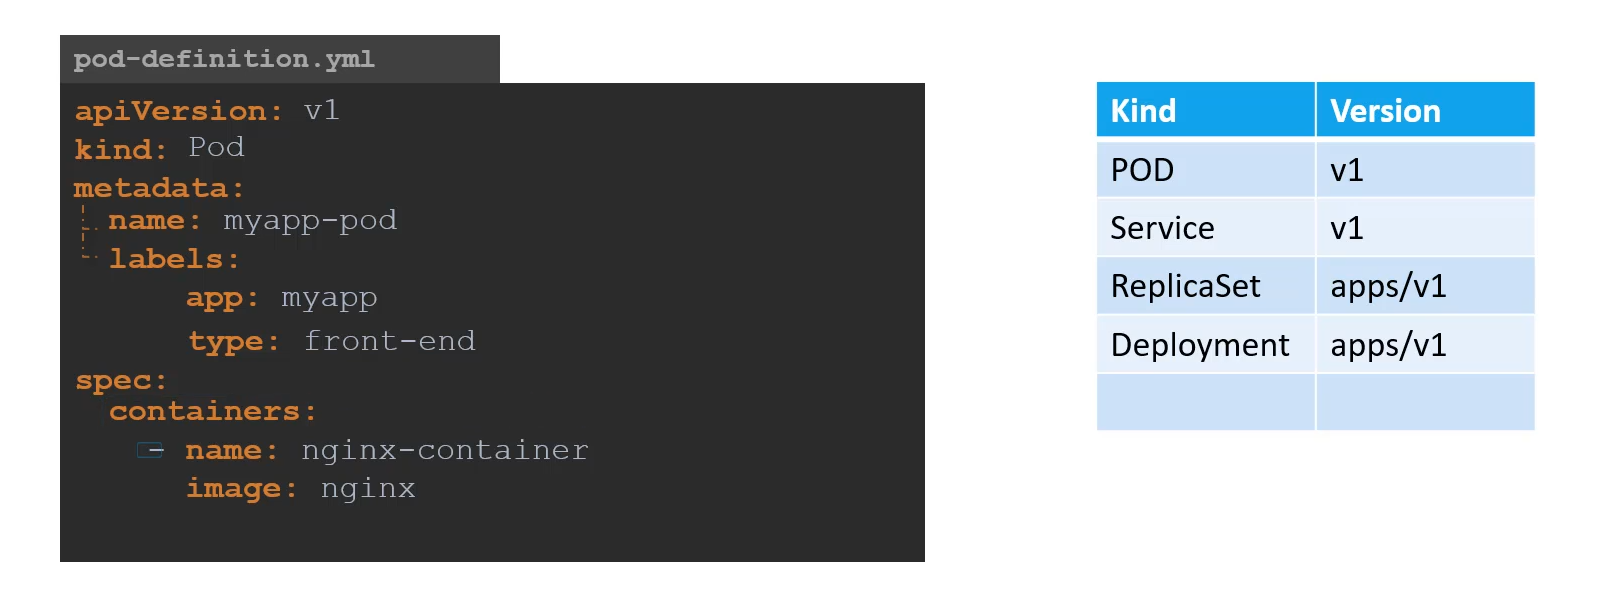 pod-definition.yml
apiVersion: v1
kind: Pod
metadata:
name: myapp-pod
labels:
app: myapp
type: front-end
spec:
containers:
- name: nginx-container
image: nginx
Kind Version
POD v1
Service v1
ReplicaSet apps/v1
Deployment apps/v1